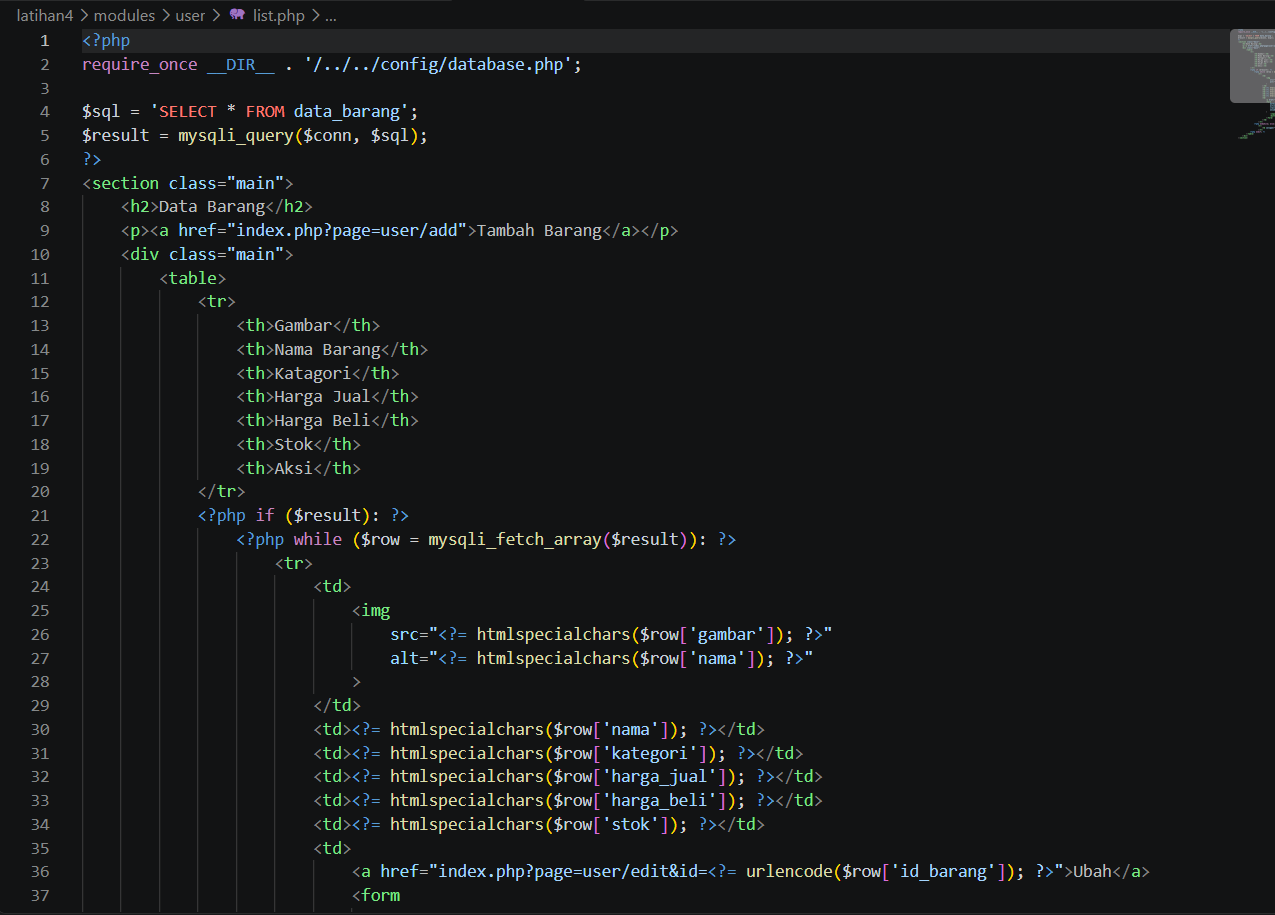 latihan4 > modules > user > list.php > ...
1 <?php
2 require_once __DIR__ . '/../../config/database.php';
3
4 $sql = 'SELECT * FROM data_barang';
5 $result = mysqli_query($conn, $sql);
6 ?>
7 <section class="main">
8     <h2>Data Barang</h2>
9     <p><a href="index.php?page=user/add">Tambah Barang</a></p>
10     <div class="main">
11         <table>
12             <tr>
13                 <th>Gambar</th>
14                 <th>Nama Barang</th>
15                 <th>Katagori</th>
16                 <th>Harga Jual</th>
17                 <th>Harga Beli</th>
18                 <th>Stok</th>
19                 <th>Aksi</th>
20             </tr>
21             <?php if ($result): ?>
22                 <?php while ($row = mysqli_fetch_array($result)): ?>
23                     <tr>
24                         <td>
25                             <img
26                                 src="<?= htmlspecialchars($row['gambar']); ?>"
27                                 alt="<?= htmlspecialchars($row['nama']); ?>"
28                             >
29                         </td>
30                         <td><?= htmlspecialchars($row['nama']); ?></td>
31                         <td><?= htmlspecialchars($row['kategori']); ?></td>
32                         <td><?= htmlspecialchars($row['harga_jual']); ?></td>
33                         <td><?= htmlspecialchars($row['harga_beli']); ?></td>
34                         <td><?= htmlspecialchars($row['stok']); ?></td>
35                         <td>
36                             <a href="index.php?page=user/edit&id=<?= urlencode($row['id_barang']); ?>">Ubah</a>
37                             <form